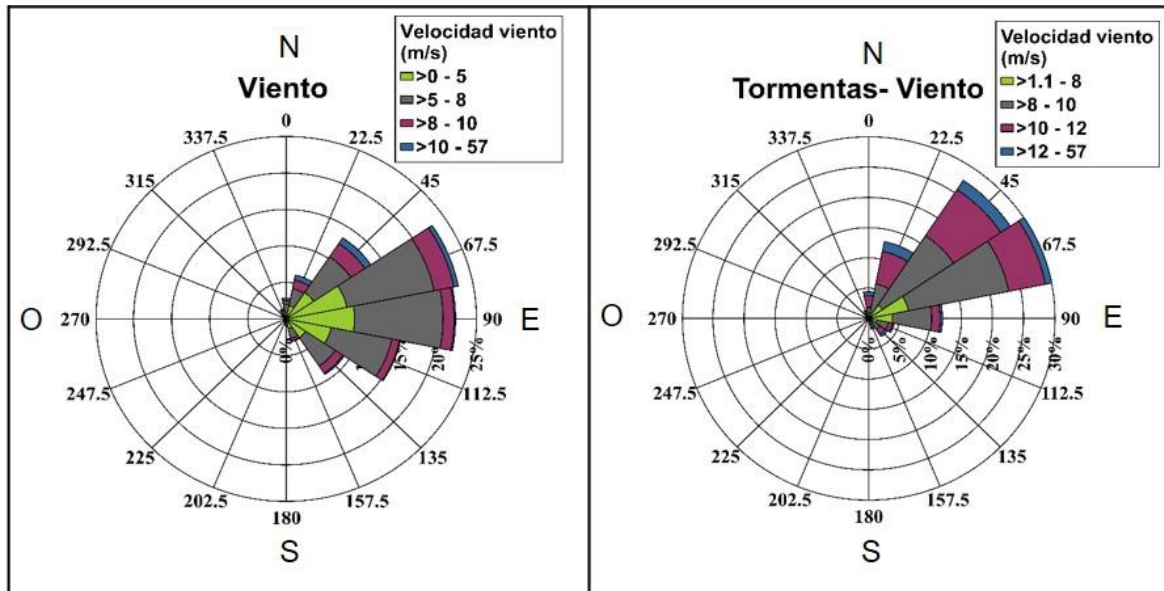 Velocidad viento
(m/s)
>0 - 5
>5 - 8
>8 - 10
>10 - 57
N
Viento
0
22.5
45
67.5
90
112.5
135
157.5
180
202.5
225
247.5
270
292.5
315
337.5
O
E
S
0%
15%
20%
25%
Velocidad viento
(m/s)
>1.1 - 8
>8 - 10
>10 - 12
>12 - 57
N
Tormentas- Viento
0
22.5
45
67.5
90
112.5
135
157.5
180
202.5
225
247.5
270
292.5
315
337.5
O
E
S
0%
5%
10%
15%
20%
25%
30%